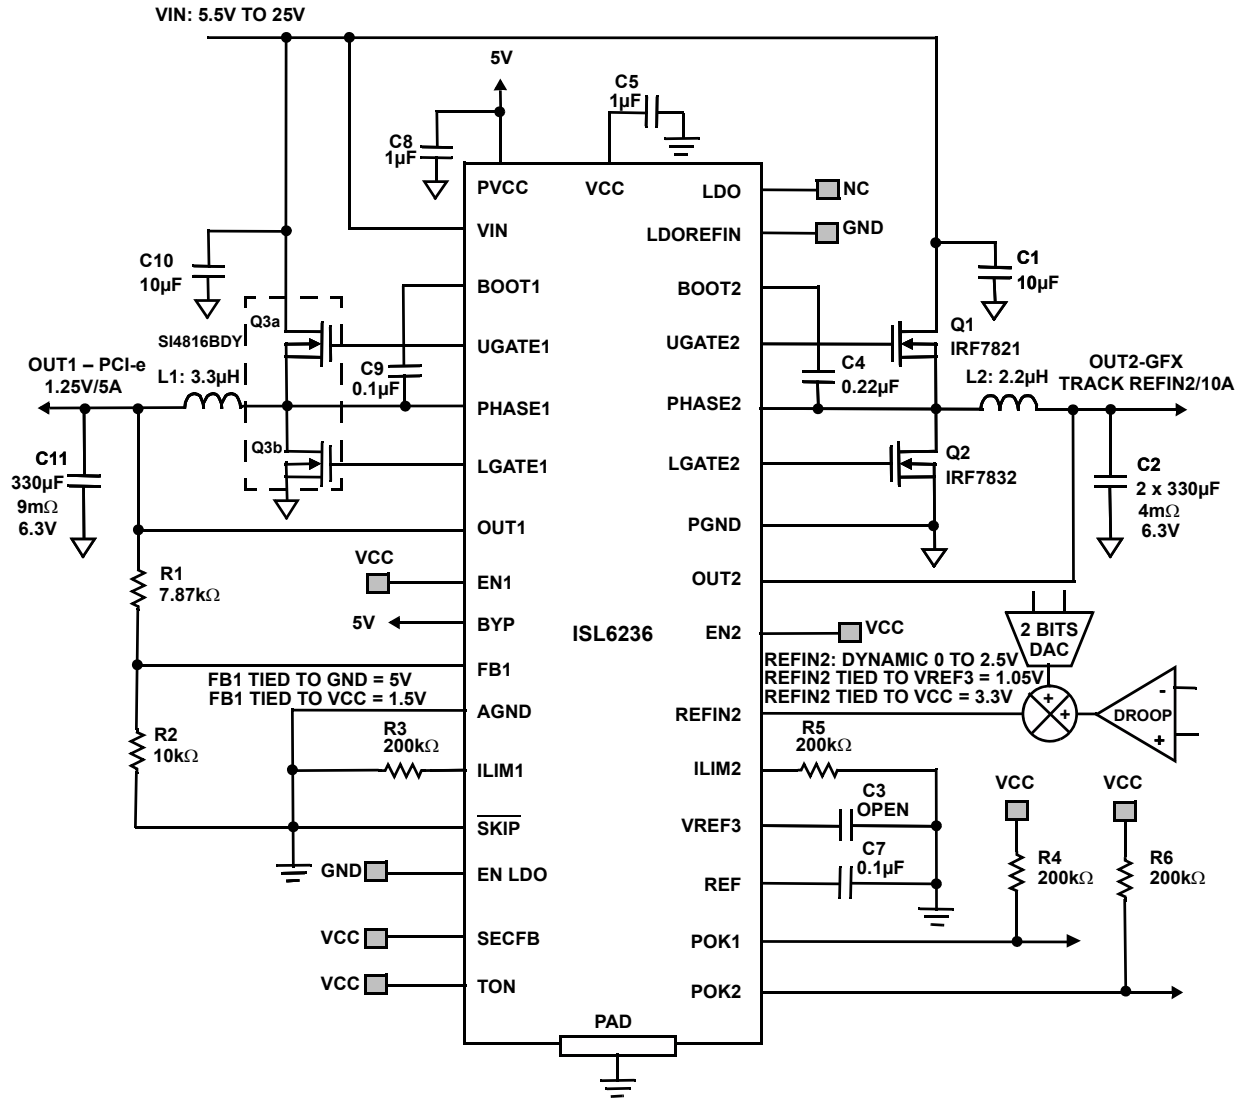 VIN: 5.5V TO 25V
5V
C5
1µF
C8
1µF
PVCC
VCC
LDO
NC
VIN
LDOREFIN
GND
C10
10µF
BOOT1
BOOT2
C1
10µF
Q3a
SI4816BDY
UGATE1
UGATE2
Q1
IRF7821
OUT1 – PCI-e
1.25V/5A
L1: 3.3µH
C9
0.1µF
C4
0.22µF
L2: 2.2µH
OUT2-GFX
TRACK REFIN2/10A
PHASE1
PHASE2
Q3b
LGATE1
LGATE2
Q2
IRF7832
C11
330µF
9mΩ
6.3V
C2
2 x 330µF
4mΩ
6.3V
OUT1
PGND
VCC
EN1
OUT2
R1
7.87kΩ
5V
BYP
ISL6236
EN2
VCC
2 BITS
DAC
FB1
FB1 TIED TO GND = 5V
FB1 TIED TO VCC = 1.5V
REFIN2: DYNAMIC 0 TO 2.5V
REFIN2 TIED TO VREF3 = 1.05V
REFIN2 TIED TO VCC = 3.3V
AGND
REFIN2
+
+
DROOP
-
+
R2
10kΩ
R3
200kΩ
ILIM1
R5
200kΩ
ILIM2
VCC
VCC
SKIP
C3
OPEN
VREF3
GND
EN LDO
C7
0.1µF
REF
R4
200kΩ
R6
200kΩ
VCC
SECFB
POK1
VCC
TON
POK2
PAD